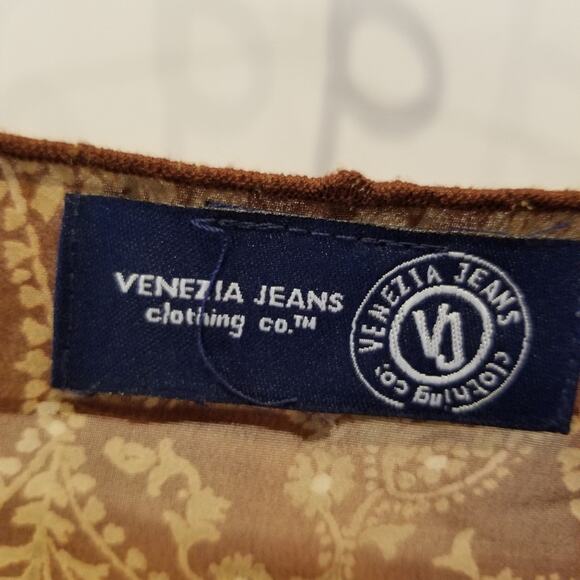 VENEZIA JEANS
clothing co.™
VENEZIA JEANS
clothing co.
VJ